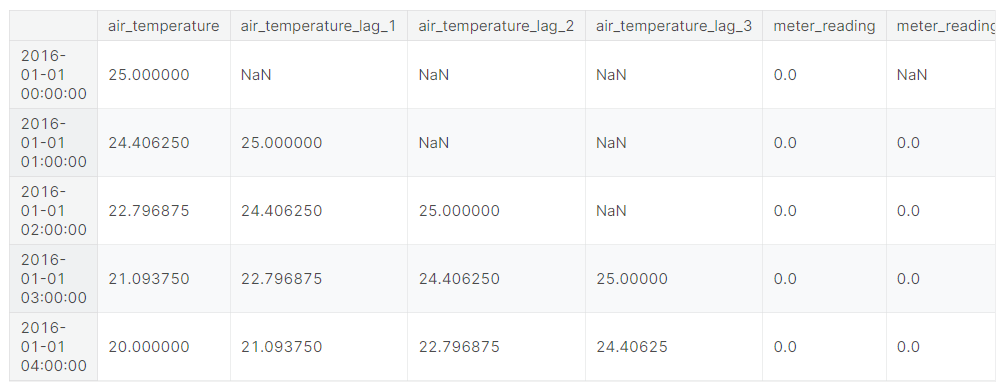 air_temperature air_temperature_lag_1 air_temperature_lag_2 air_temperature_lag_3 meter_reading meter_reading
2016-
01-01
00:00:00 25.000000 NaN NaN NaN 0.0 NaN
2016-
01-01
01:00:00 24.406250 25.000000 NaN NaN 0.0 0.0
2016-
01-01
02:00:00 22.796875 24.406250 25.000000 NaN 0.0 0.0
2016-
01-01
03:00:00 21.093750 22.796875 24.406250 25.00000 0.0 0.0
2016-
01-01
04:00:00 20.000000 21.093750 22.796875 24.40625 0.0 0.0